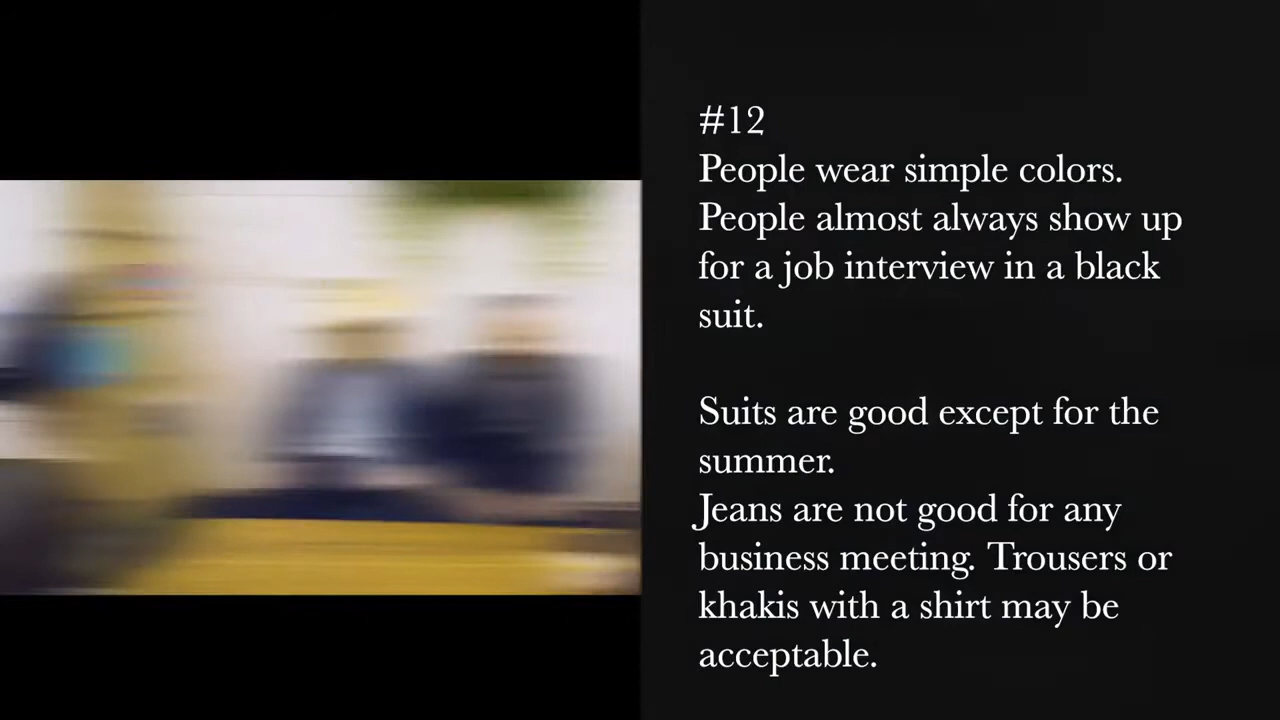 #12
People wear simple colors.
People almost always show up
for a job interview in a black
suit.
Suits are good except for the
summer.
Jeans are not good for any
business meeting. Trousers or
khakis with a shirt may be
acceptable.